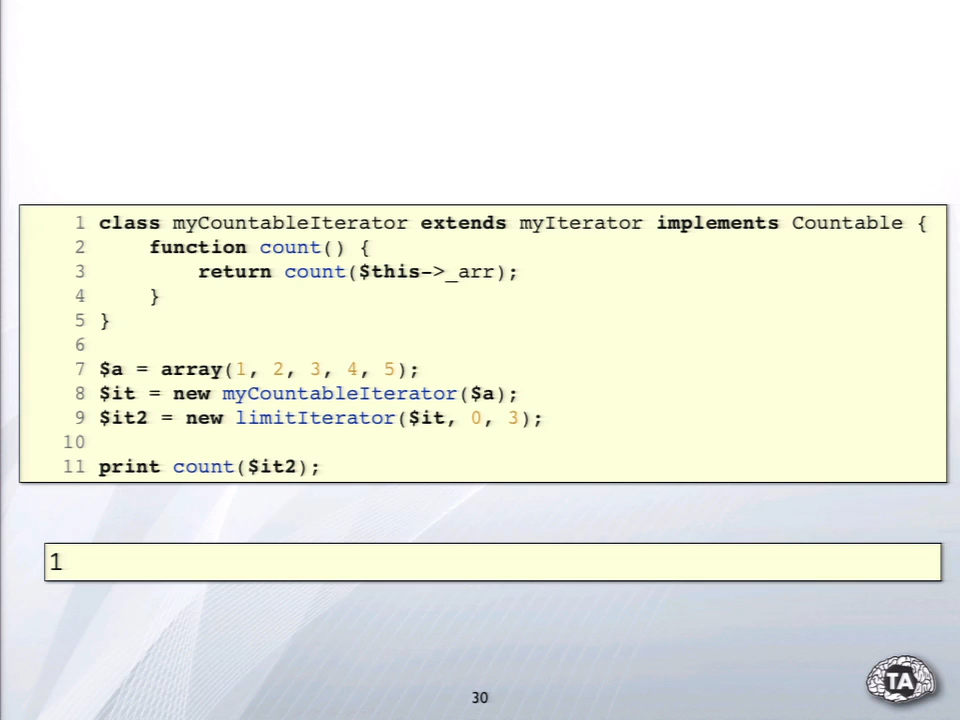 1 class myCountableIterator extends myIterator implements Countable {
2     function count() {
3         return count($this->_arr);
4     }
5 }
6
7 $a = array(1, 2, 3, 4, 5);
8 $it = new myCountableIterator($a);
9 $it2 = new limitIterator($it, 0, 3);
10
11 print count($it2);
1
30
TA